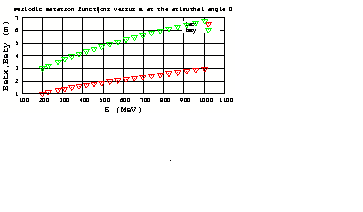 Periodic motion functions versus E at the azimuthal angle 0
Betx,Bety (m)
7
6
5
4
3
2
1
betx
bety
100 200 300 400 500 600 700 800 900 1000 1100
E (MeV)